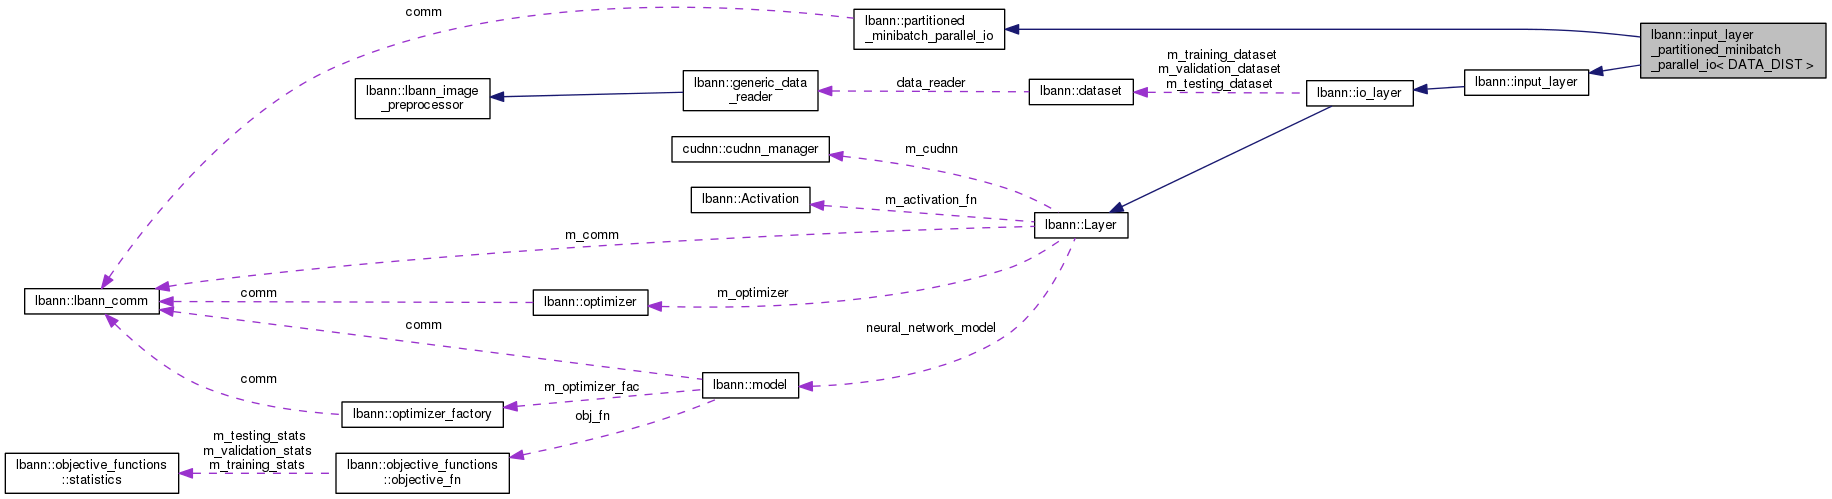 comm
lbann::partitioned
_minibatch_parallel_io
lbann::input_layer
_partitioned_minibatch
_parallel_io< DATA_DIST >
m_training_dataset
m_validation_dataset
m_testing_dataset
lbann::lbann_image
_preprocessor
lbann::generic_data
_reader
data_reader
lbann::dataset
lbann::io_layer
lbann::input_layer
cudnn::cudnn_manager
m_cudnn
lbann::Activation
m_activation_fn
lbann::Layer
m_comm
lbann::lbann_comm
comm
lbann::optimizer
m_optimizer
comm
neural_network_model
comm
m_optimizer_fac
lbann::model
lbann::optimizer_factory
obj_fn
m_testing_stats
m_validation_stats
m_training_stats
lbann::objective_functions
::statistics
lbann::objective_functions
::objective_fn